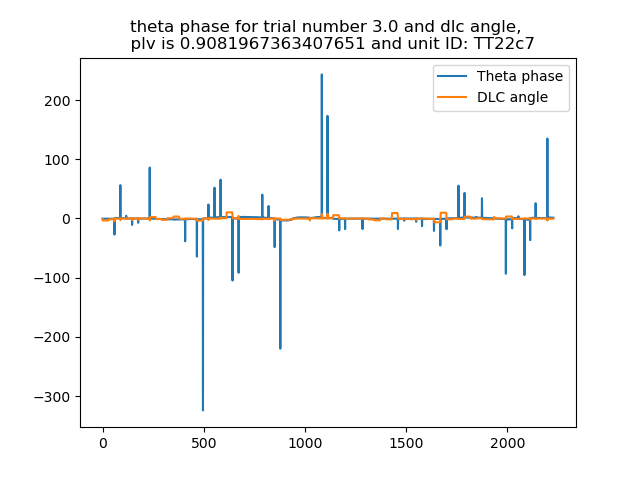 theta phase for trial number 3.0 and dlc angle,
plv is 0.9081967363407651 and unit ID: TT22c7
Theta phase
DLC angle
200
100
0
−100
−200
−300
0
500
1000
1500
2000